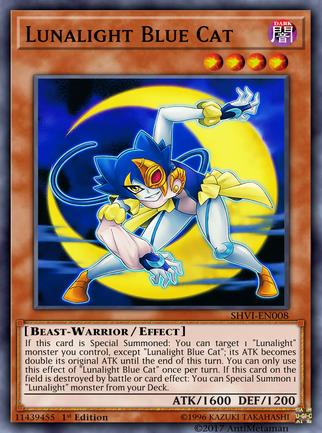 LUNALIGHT BLUE CAT
DARK
闇
SHVI-EN008
[BEAST-WARRIOR / EFFECT]
If this card is Special Summoned: You can target 1 "Lunalight"
monster you control, except "Lunalight Blue Cat"; its ATK becomes
double its original ATK until the end of this turn. You can only use
this effect of "Lunalight Blue Cat" once per turn. If this card on the
field is destroyed by battle or card effect: You can Special Summon 1
"Lunalight" monster from your Deck.
ATK/1600 DEF/1200
11439455 1st Edition ©1996 KAZUKI TAKAHASHI
©2017 AntiMetaman